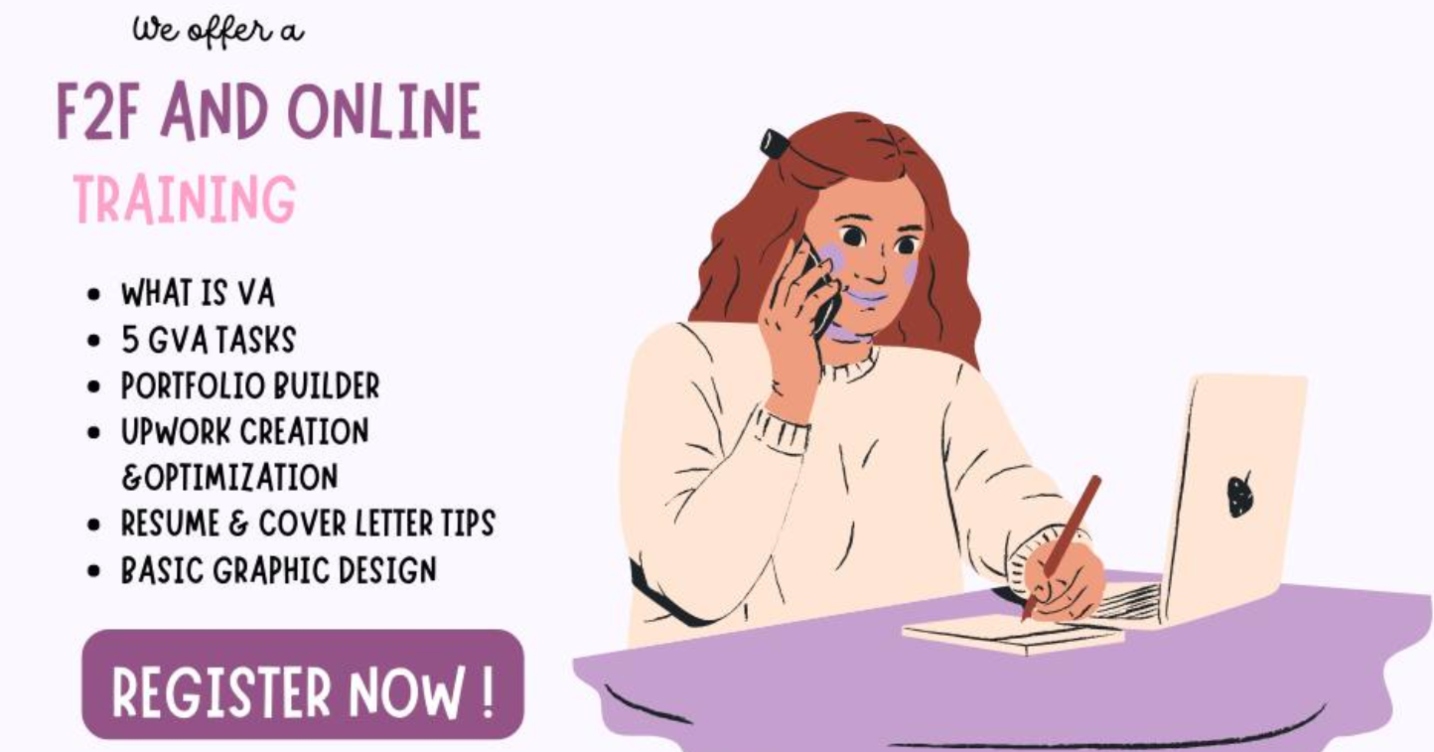 We offer a
F2F AND ONLINE
TRAINING
• WHAT IS VA
• 5 GVA TASKS
• PORTFOLIO BUILDER
• UPWORK CREATION
&OPTIMIZATION
• RESUME & COVER LETTER TIPS
• BASIC GRAPHIC DESIGN
REGISTER NOW !